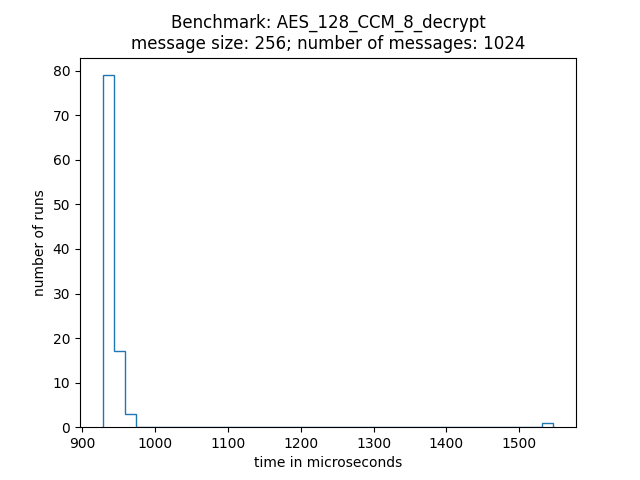 Benchmark: AES_128_CCM_8_decrypt
message size: 256; number of messages: 1024
80
70
60
50
40
30
20
10
0
number of runs
900 1000 1100 1200 1300 1400 1500
time in microseconds